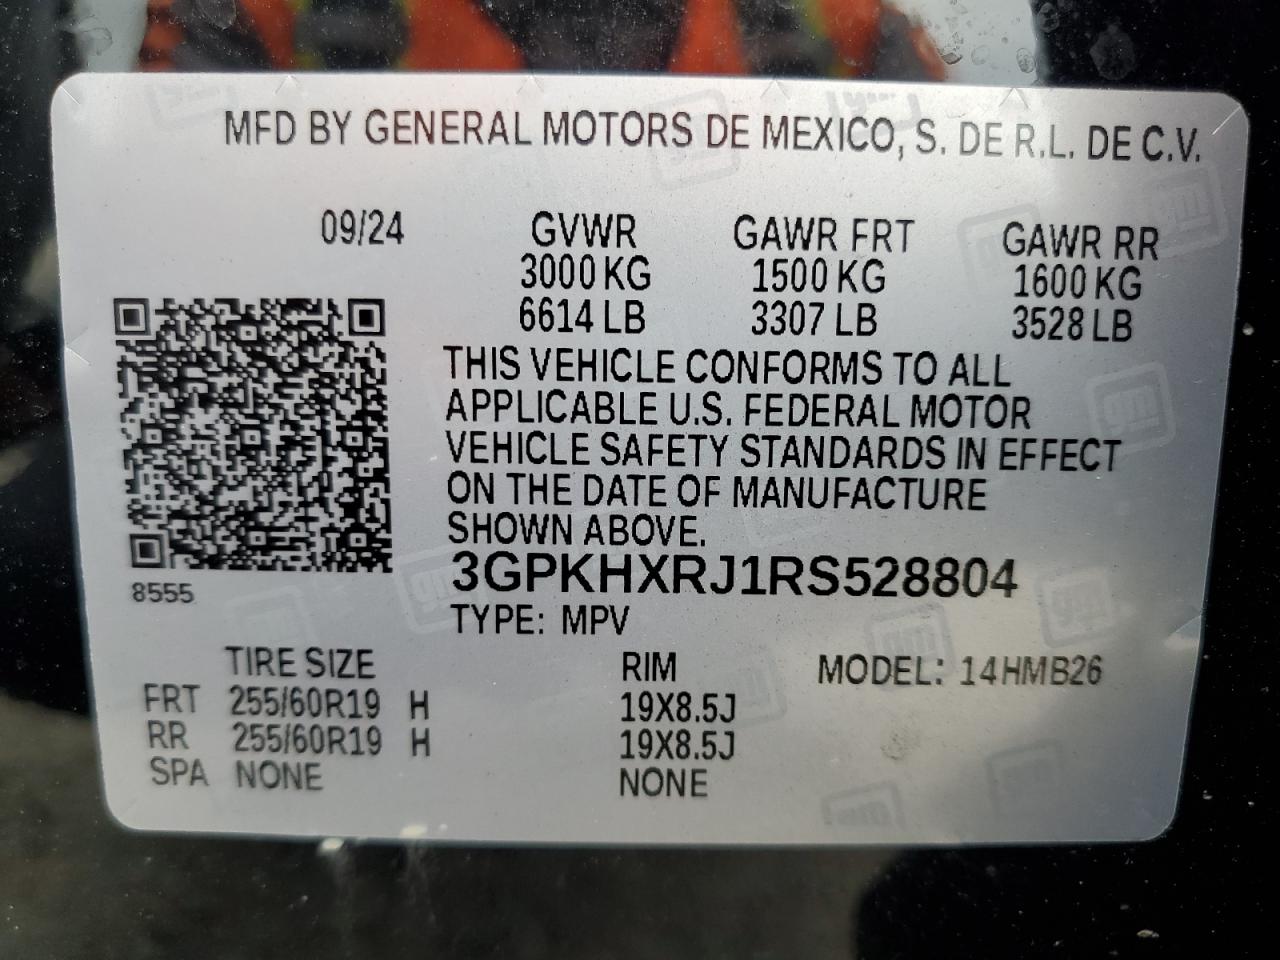 MFD BY GENERAL MOTORS DE MEXICO, S. DE R.L. DE C.V.
09/24 GVWR GAWR FRT GAWR RR
3000 KG 1500 KG 1600 KG
6614 LB 3307 LB 3528 LB
THIS VEHICLE CONFORMS TO ALL
APPLICABLE U.S. FEDERAL MOTOR
VEHICLE SAFETY STANDARDS IN EFFECT
ON THE DATE OF MANUFACTURE
SHOWN ABOVE.
3GPKHXRJ1RS528804
8555
TYPE: MPV
TIRE SIZE RIM MODEL: 14HMB26
FRT 255/60R19 H 19X8.5J
RR 255/60R19 H 19X8.5J
SPA NONE NONE